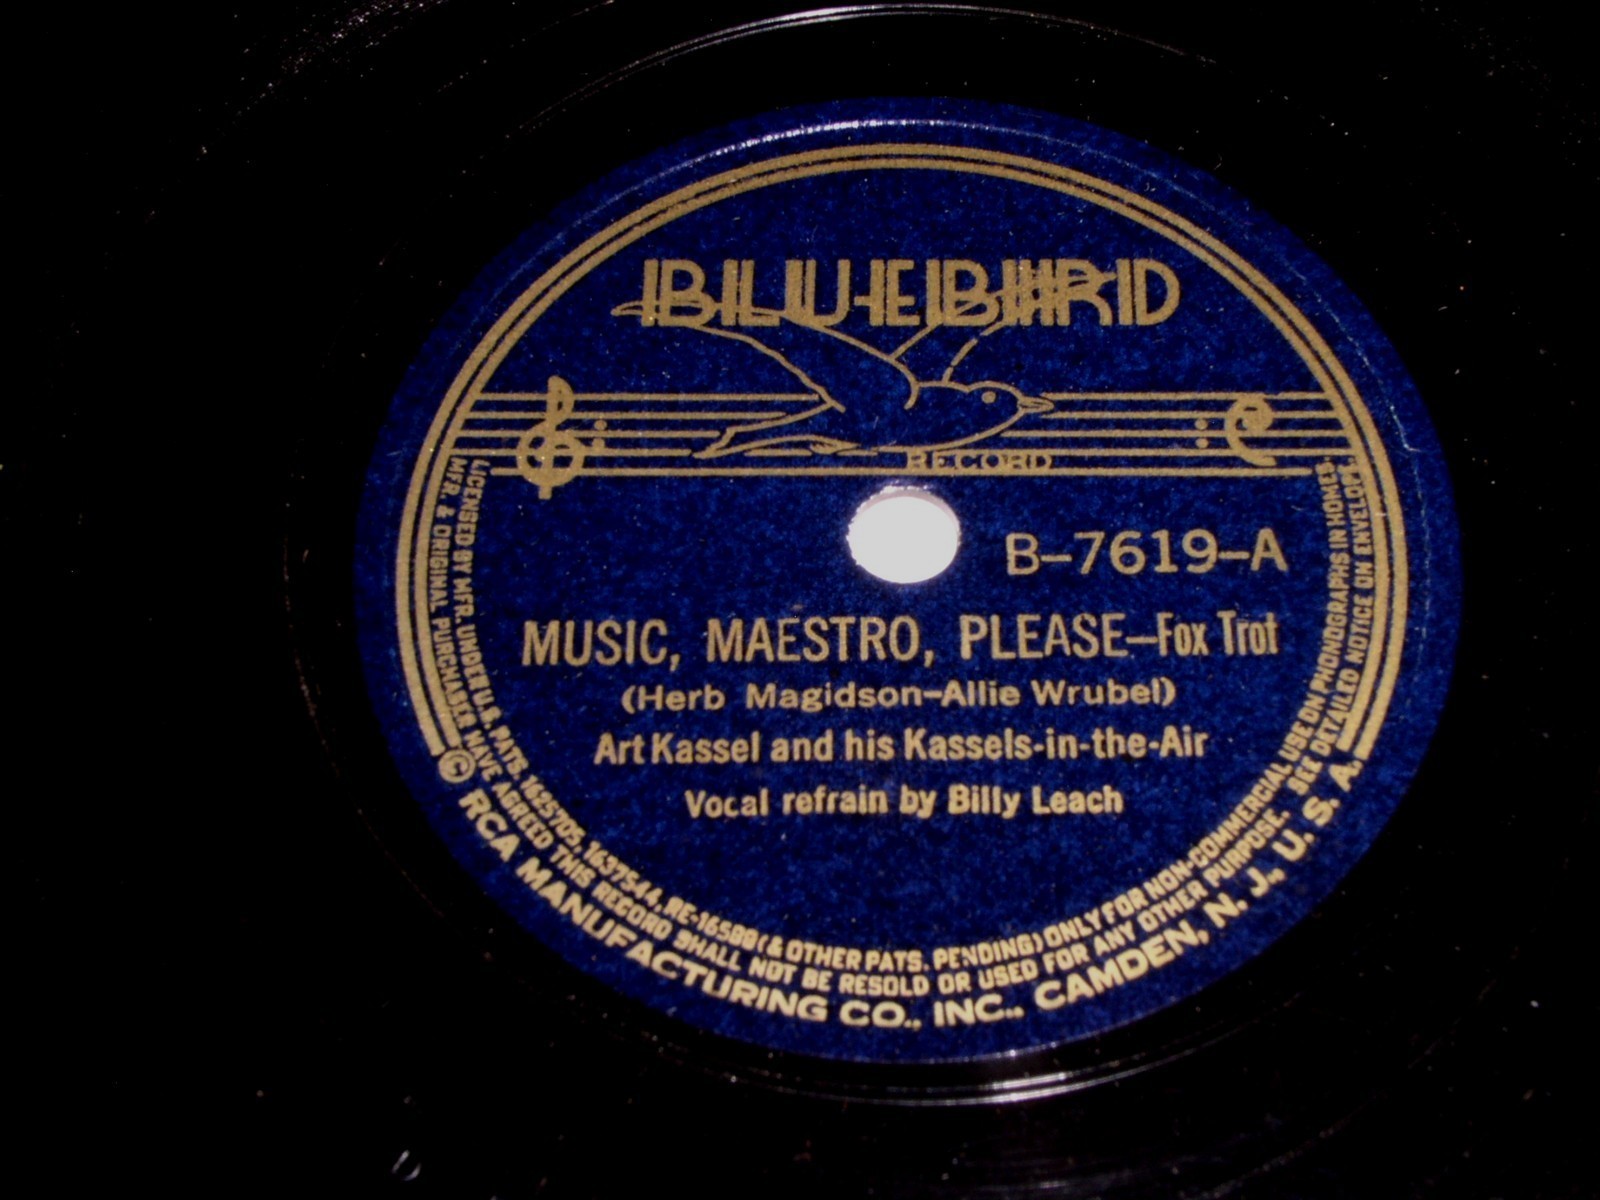 BLUEBIRD
RECORD
B-7619-A
MUSIC, MAESTRO, PLEASE—Fox Trot
(Herb Magidson-Allie Wrubel)
Art Kassel and his Kassels-in-the-Air
Vocal refrain by Billy Leach
LICENSED BY MFR. UNDER U.S. PATS. 1625705, 1637544, RE-16588 (& OTHER PATS. PENDING) ONLY FOR NON-COMMERCIAL USE ON PHONOGRAPHS IN HOMES.
MFR. & ORIGINAL PURCHASER HAVE AGREED THIS RECORD SHALL NOT BE RESOLD OR USED FOR ANY OTHER PURPOSE. SEE DETAILED NOTICE ON ENVELOPE.
© RCA MANUFACTURING CO., INC., CAMDEN, N. J., U. S. A.